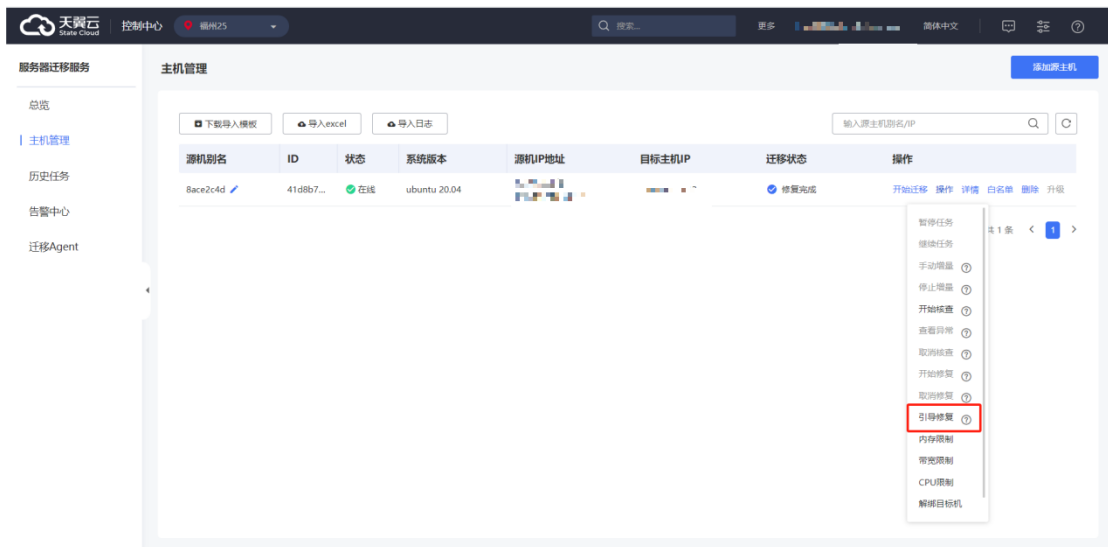 天翼云 State Cloud 控制中心 福州25 搜索... 更多 简体中文
服务器迁移服务
总览
主机管理
历史任务
告警中心
迁移Agent
主机管理 添加源主机
下载导入模板 导入excel 导入日志 输入源主机别名/IP
源机别名 ID 状态 系统版本 源机IP地址 目标主机IP 迁移状态 操作
8ace2c4d 41d8b7... 在线 ubuntu 20.04 修复完成 开始迁移 操作 详情 白名单 删除 升级
共 1 条 1
暂停任务
继续任务
手动增量
停止增量
开始核查
查看异常
取消核查
开始修复
取消修复
引导修复
内存限制
带宽限制
CPU限制
解绑目标机